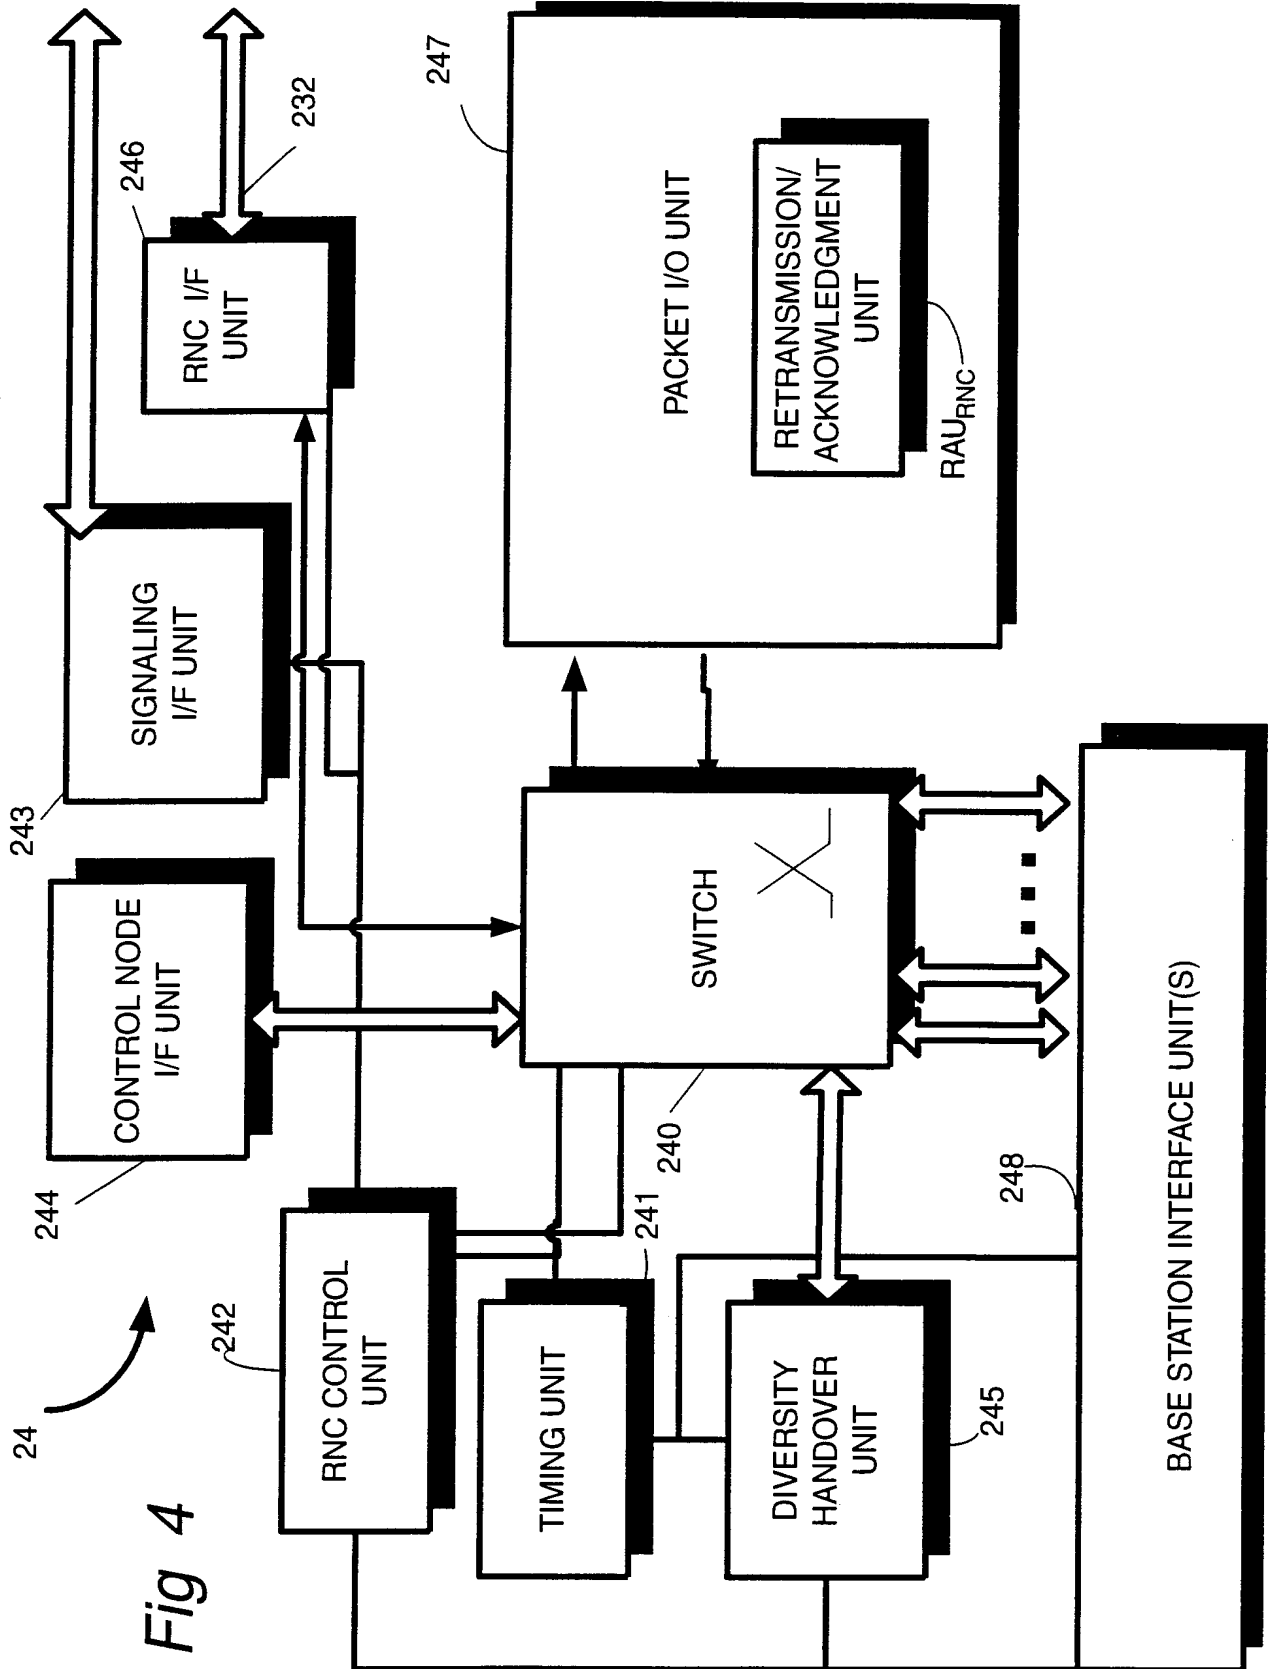 Fig 4
24
242
RNC CONTROL
UNIT
244
CONTROL NODE
I/F UNIT
243
SIGNALING
I/F UNIT
246
RNC I/F
UNIT
232
TIMING UNIT
241
240
SWITCH
247
PACKET I/O UNIT
RETRANSMISSION/
ACKNOWLEDGMENT
UNIT
RAU_RNC
DIVERSITY
HANDOVER
UNIT
245
248
BASE STATION INTERFACE UNIT(S)